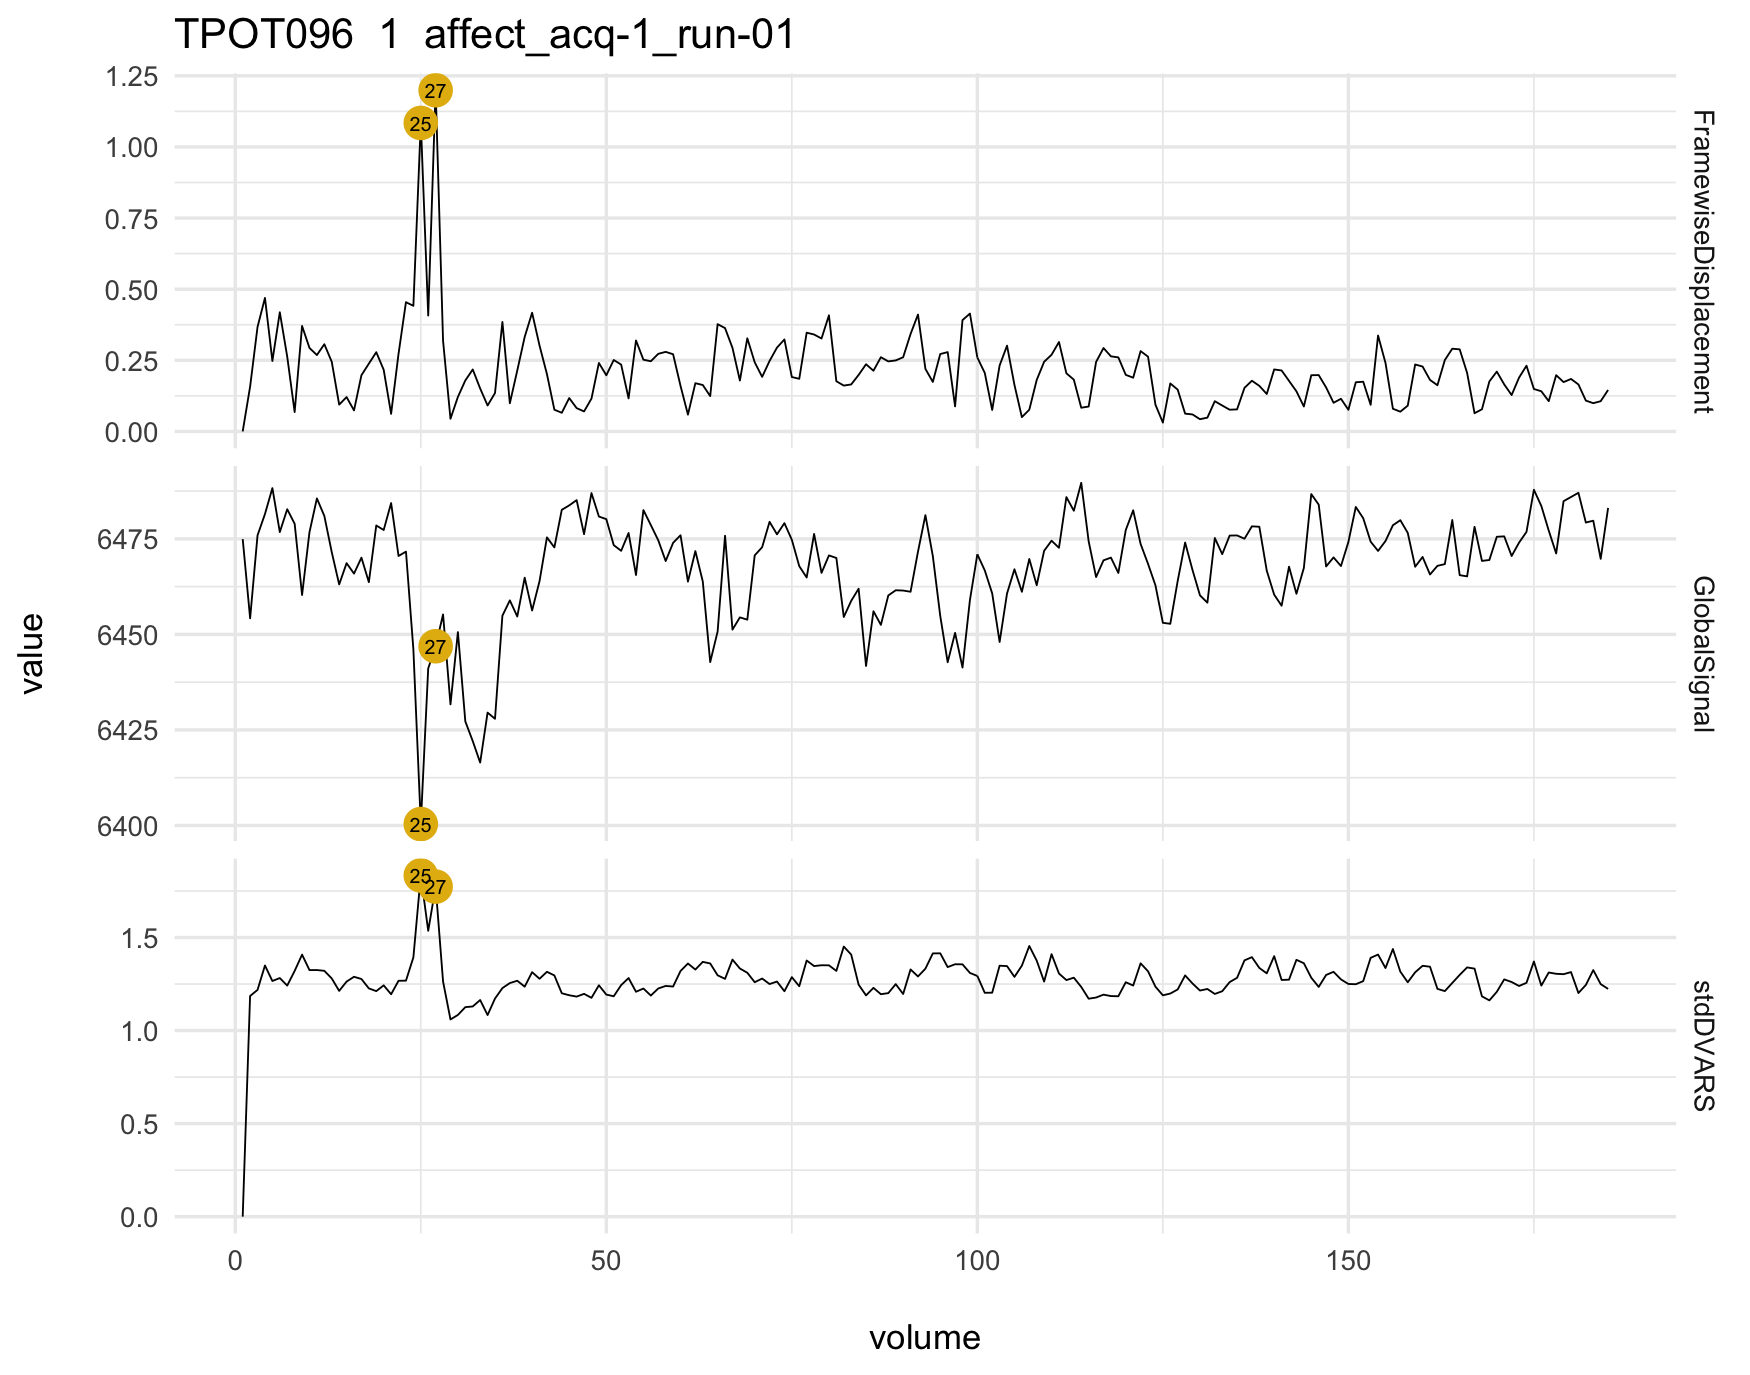 TPOT096 1 affect_acq-1_run-01
1.25
1.00
0.75
0.50
0.25
0.00
27
25
FramewiseDisplacement
6475
6450
6425
6400
27
25
GlobalSignal
value
1.5
1.0
0.5
0.0
25
27
stdDVARS
0 50 100 150
volume